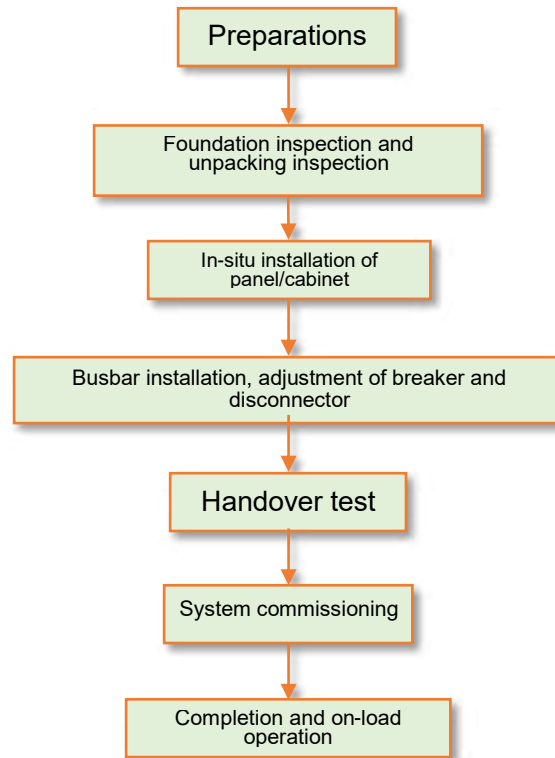 Preparations
Foundation inspection and
unpacking inspection
In-situ installation of
panel/cabinet
Busbar installation, adjustment of breaker and
disconnector
Handover test
System commissioning
Completion and on-load
operation